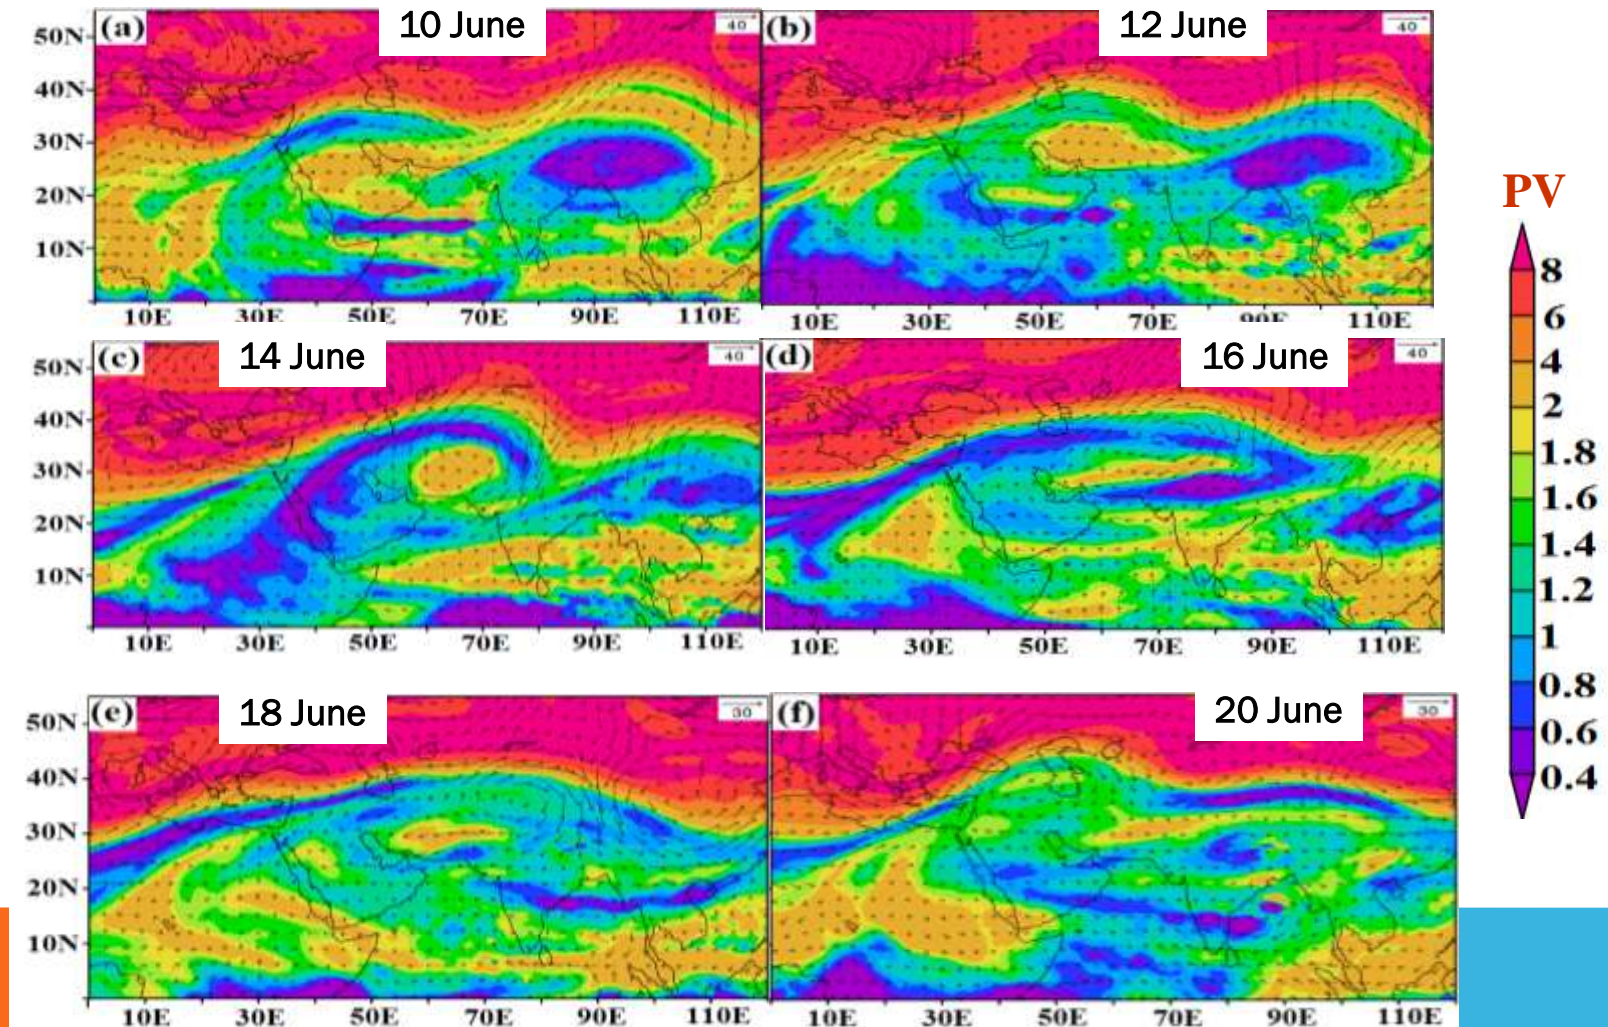 (a) 10 June 40
50N
40N
30N
20N
10N
10E 30E 50E 70E 90E 110E
(b) 12 June 40
10E 30E 50E 70E 90E 110E
(c) 14 June 40
50N
40N
30N
20N
10N
10E 30E 50E 70E 90E 110E
(d) 16 June 40
10E 30E 50E 70E 90E 110E
(e) 18 June 30
50N
40N
30N
20N
10N
10E 30E 50E 70E 90E 110E
(f) 20 June 30
10E 30E 50E 70E 90E 110E
PV
8
6
4
2
1.8
1.6
1.4
1.2
1
0.8
0.6
0.4